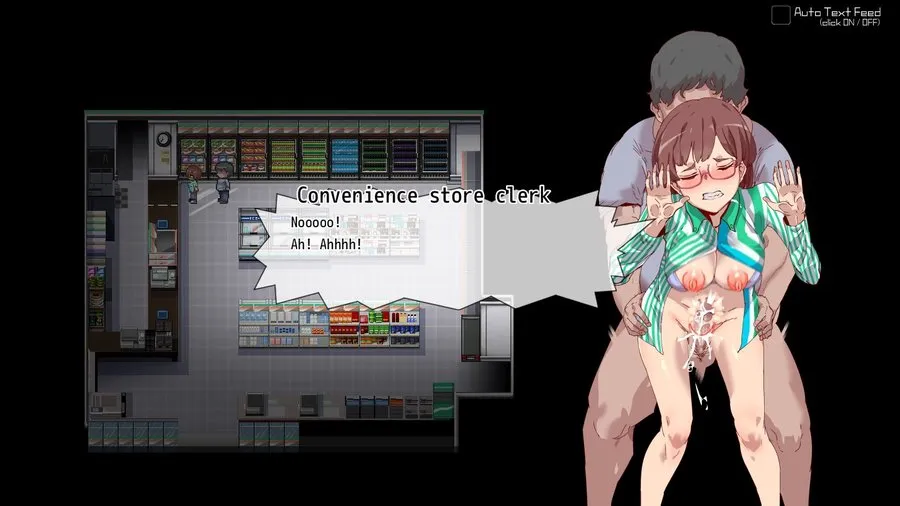 Auto Text Feed
(click ON / OFF)
Convenience store clerk
Nooooo!
Ah! Ahhhh!